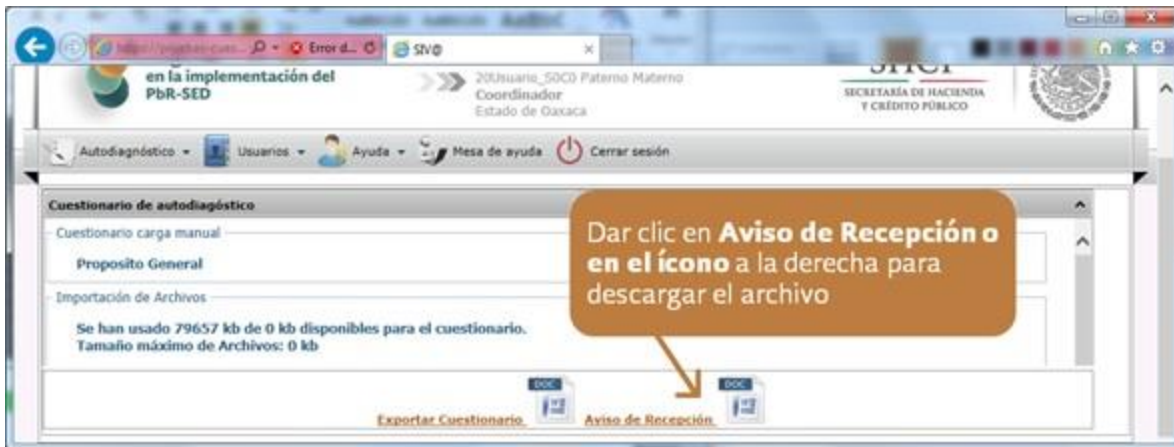 Error d...
SIV@
en la implementación del
PbR-SED
20Usuario_SOC0 Paterno Materno
Coordinador
Estado de Oaxaca
SHCP
SECRETARÍA DE HACIENDA
Y CRÉDITO PÚBLICO
Autodiagnóstico
Usuarios
Ayuda
Mesa de ayuda
Cerrar sesión
Cuestionario de autodiagóstico
Cuestionario carga manual
Proposito General
Importación de Archivos
Se han usado 79657 kb de 0 kb disponibles para el cuestionario.
Tamaño máximo de Archivos: 0 kb
Dar clic en Aviso de Recepción o
en el ícono a la derecha para
descargar el archivo
Exportar Cuestionario
DOC
Aviso de Recepción
DOC